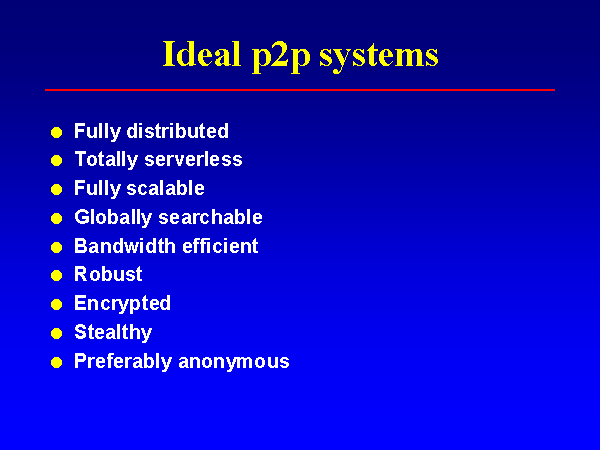 Ideal p2p systems
Fully distributed
Totally serverless
Fully scalable
Globally searchable
Bandwidth efficient
Robust
Encrypted
Stealthy
Preferably anonymous